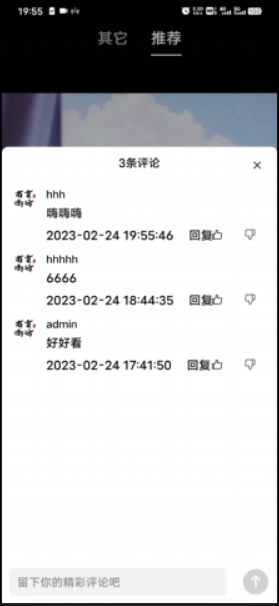 19:55
其它 推荐
3条评论
hhh
嗨嗨嗨
2023-02-24 19:55:46 回复
hhhhh
6666
2023-02-24 18:44:35 回复
admin
好好看
2023-02-24 17:41:50 回复
留下你的精彩评论吧